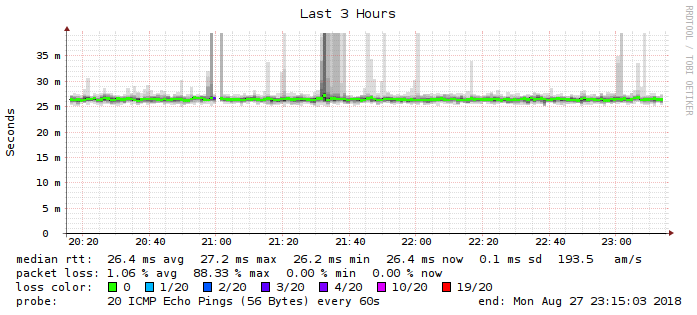 Last 3 Hours
RRDTOOL / TOBI OETIKER
Seconds
35 m
30 m
25 m
20 m
15 m
10 m
5 m
0
20:20 20:40 21:00 21:20 21:40 22:00 22:20 22:40 23:00
median rtt: 26.4 ms avg 27.2 ms max 26.2 ms min 26.4 ms now 0.1 ms sd 193.5 am/s
packet loss: 1.06 % avg 88.33 % max 0.00 % min 0.00 % now
loss color: 0 1/20 2/20 3/20 4/20 10/20 19/20
probe: 20 ICMP Echo Pings (56 Bytes) every 60s end: Mon Aug 27 23:15:03 2018